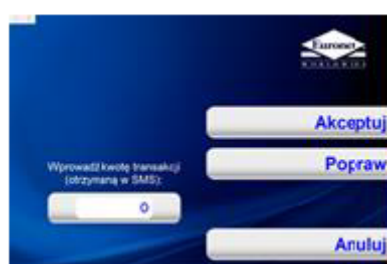 Euronet
WORLDWIDE
Akceptuj
Wprowadź kwotę transakcji
(otrzymaną w SMS):
Popraw
0
Anuluj